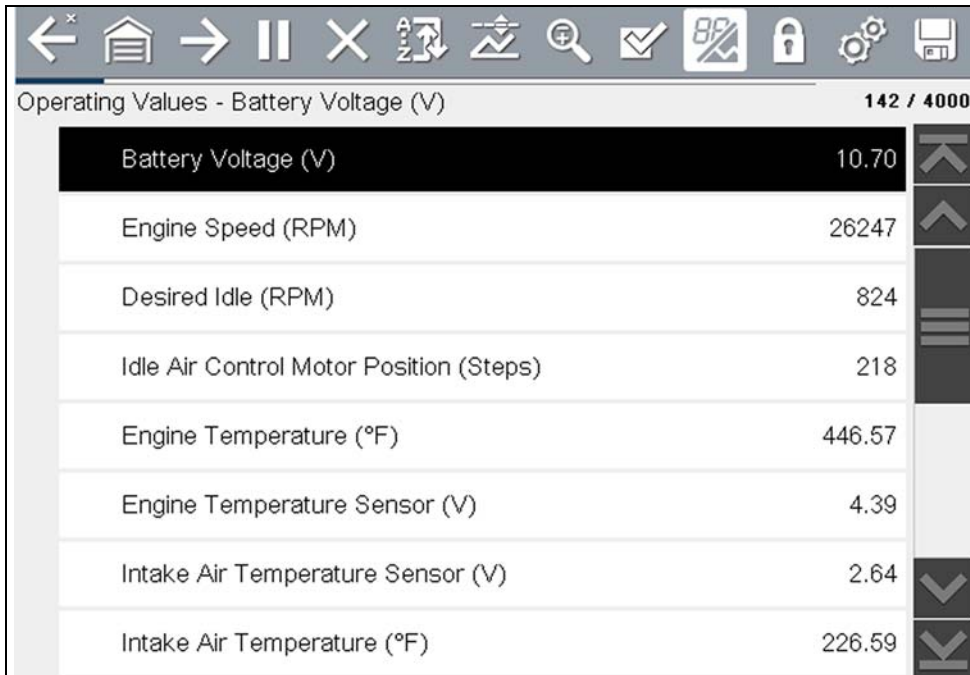 Operating Values - Battery Voltage (V) 142 / 4000
Battery Voltage (V) 10.70
Engine Speed (RPM) 26247
Desired Idle (RPM) 824
Idle Air Control Motor Position (Steps) 218
Engine Temperature (°F) 446.57
Engine Temperature Sensor (V) 4.39
Intake Air Temperature Sensor (V) 2.64
Intake Air Temperature (°F) 226.59